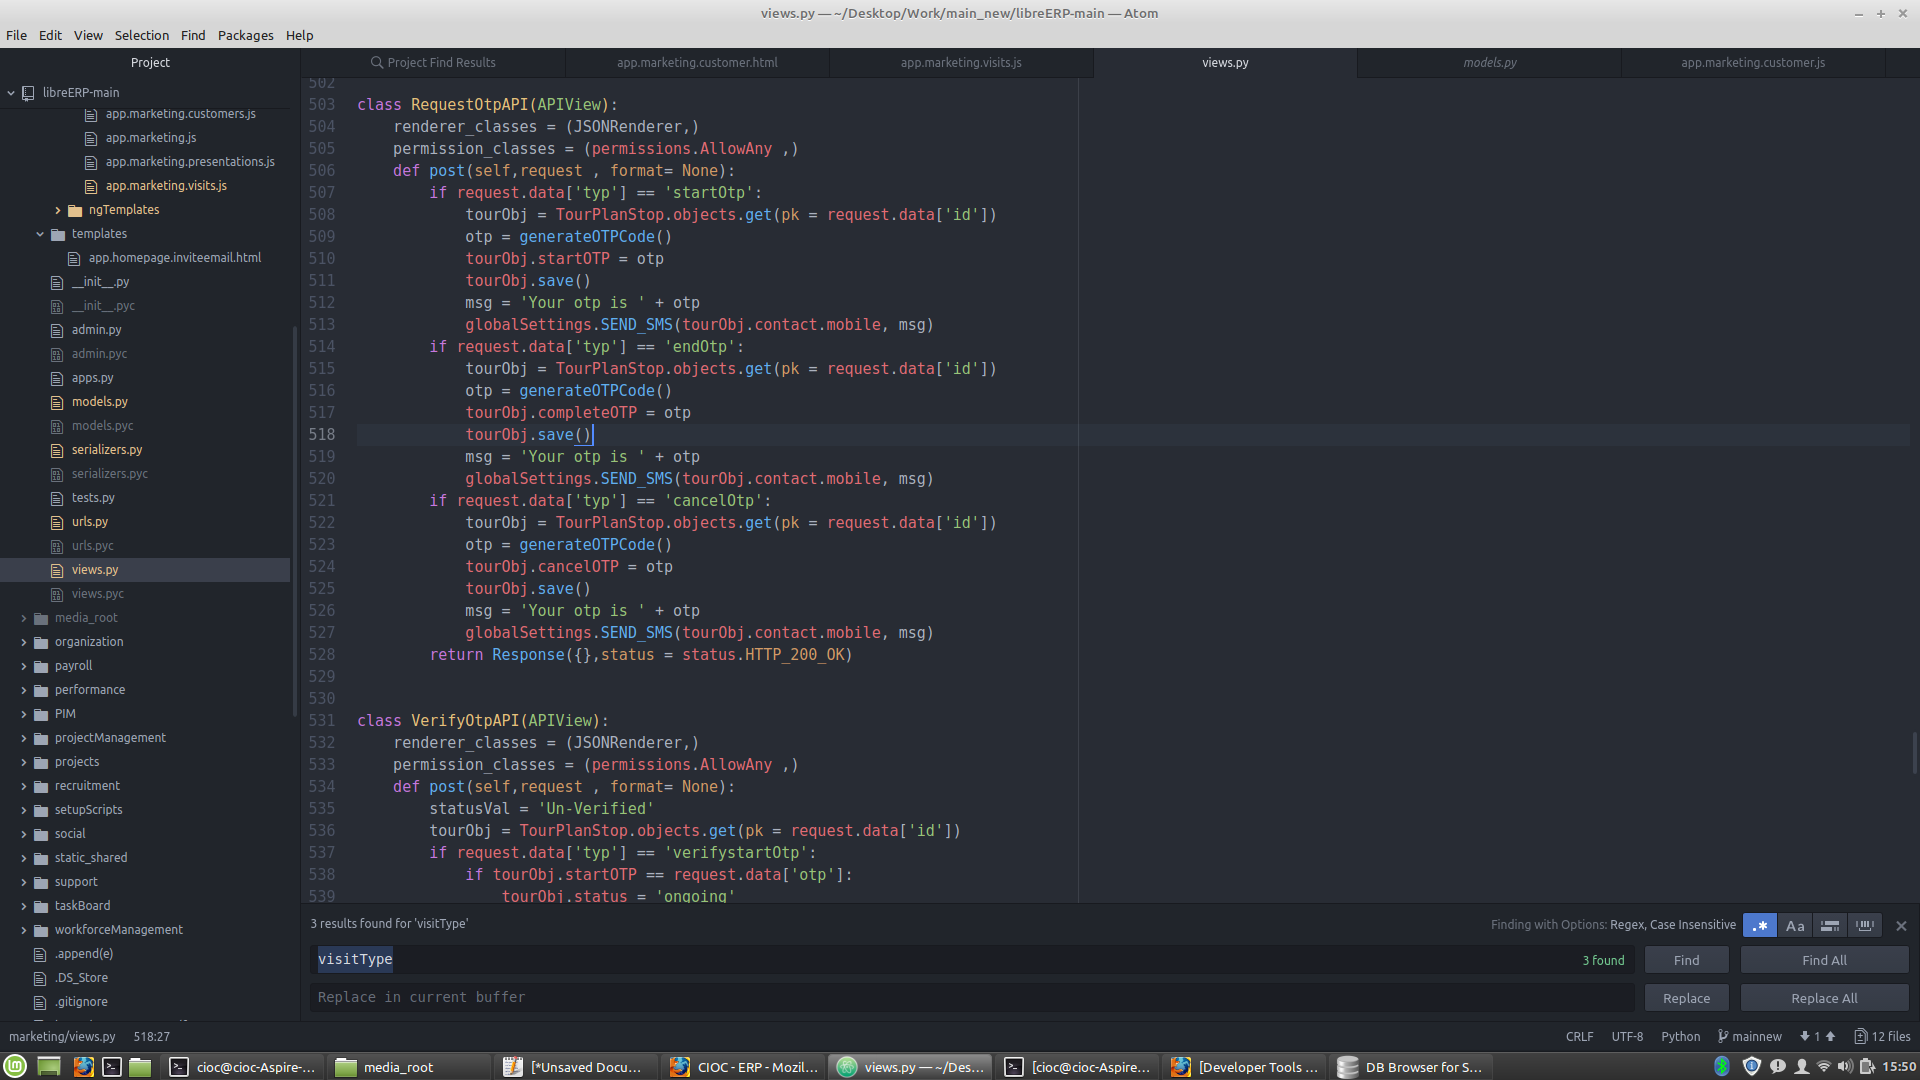 views.py — ~/Desktop/Work/main_new/libreERP-main — Atom
File Edit View Selection Find Packages Help
Project
Project Find Results
app.marketing.customer.html
app.marketing.visits.js
views.py
models.py
app.marketing.customer.js
libreERP-main
app.marketing.customers.js
app.marketing.js
app.marketing.presentations.js
app.marketing.visits.js
ngTemplates
templates
app.homepage.inviteemail.html
__init__.py
__init__.pyc
admin.py
admin.pyc
apps.py
models.py
models.pyc
serializers.py
serializers.pyc
tests.py
urls.py
urls.pyc
views.py
views.pyc
media_root
organization
payroll
performance
PIM
projectManagement
projects
recruitment
setupScripts
social
static_shared
support
taskBoard
workforceManagement
.append(e)
.DS_Store
.gitignore
502
503 class RequestOtpAPI(APIView):
504 renderer_classes = (JSONRenderer,)
505 permission_classes = (permissions.AllowAny ,)
506 def post(self,request , format= None):
507 if request.data['typ'] == 'startOtp':
508 tourObj = TourPlanStop.objects.get(pk = request.data['id'])
509 otp = generateOTPCode()
510 tourObj.startOTP = otp
511 tourObj.save()
512 msg = 'Your otp is ' + otp
513 globalSettings.SEND_SMS(tourObj.contact.mobile, msg)
514 if request.data['typ'] == 'endOtp':
515 tourObj = TourPlanStop.objects.get(pk = request.data['id'])
516 otp = generateOTPCode()
517 tourObj.completeOTP = otp
518 tourObj.save()
519 msg = 'Your otp is ' + otp
520 globalSettings.SEND_SMS(tourObj.contact.mobile, msg)
521 if request.data['typ'] == 'cancelOtp':
522 tourObj = TourPlanStop.objects.get(pk = request.data['id'])
523 otp = generateOTPCode()
524 tourObj.cancelOTP = otp
525 tourObj.save()
526 msg = 'Your otp is ' + otp
527 globalSettings.SEND_SMS(tourObj.contact.mobile, msg)
528 return Response({},status = status.HTTP_200_OK)
529
530
531 class VerifyOtpAPI(APIView):
532 renderer_classes = (JSONRenderer,)
533 permission_classes = (permissions.AllowAny ,)
534 def post(self,request , format= None):
535 statusVal = 'Un-Verified'
536 tourObj = TourPlanStop.objects.get(pk = request.data['id'])
537 if request.data['typ'] == 'verifystartOtp':
538 if tourObj.startOTP == request.data['otp']:
539 tourObj.status = 'ongoing'
3 results found for 'visitType'
Finding with Options: Regex, Case Insensitive
.* Aa
visitType
3 found
Find
Find All
Replace in current buffer
Replace
Replace All
marketing/views.py 518:27
CRLF UTF-8 Python mainnew 1 12 files
cioc@cioc-Aspire-...
media_root
[*Unsaved Docu...
CIOC - ERP - Mozil...
views.py — ~/Des...
[cioc@cioc-Aspire...
[Developer Tools ...
DB Browser for S...
15:50